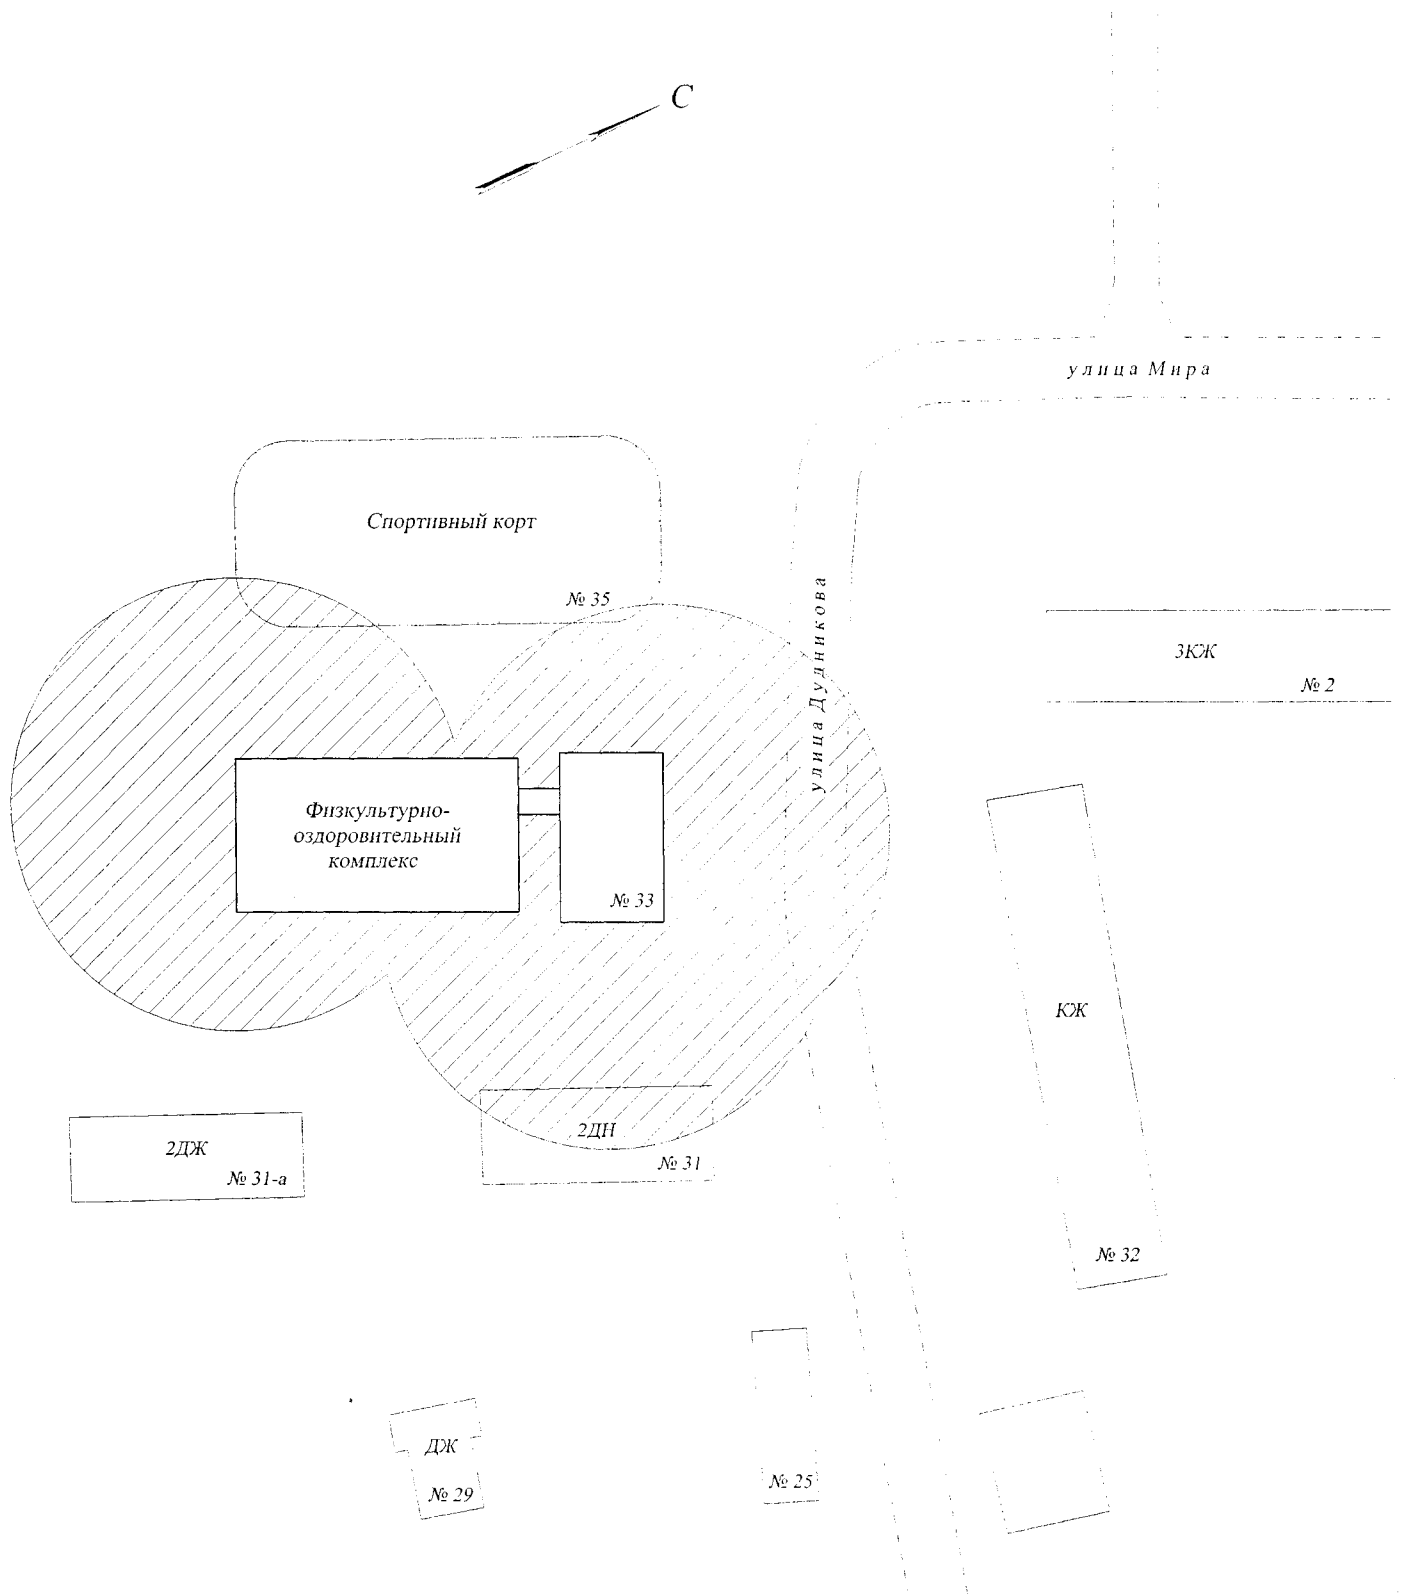 С
улица Мира
Спортивный корт
№ 35
улица Дудникова
3КЖ
№ 2
Физкультурно-
оздоровительный
комплекс
№ 33
КЖ
№ 32
2ДЖ
№ 31-а
2ДН
№ 31
ДЖ
№ 29
№ 25